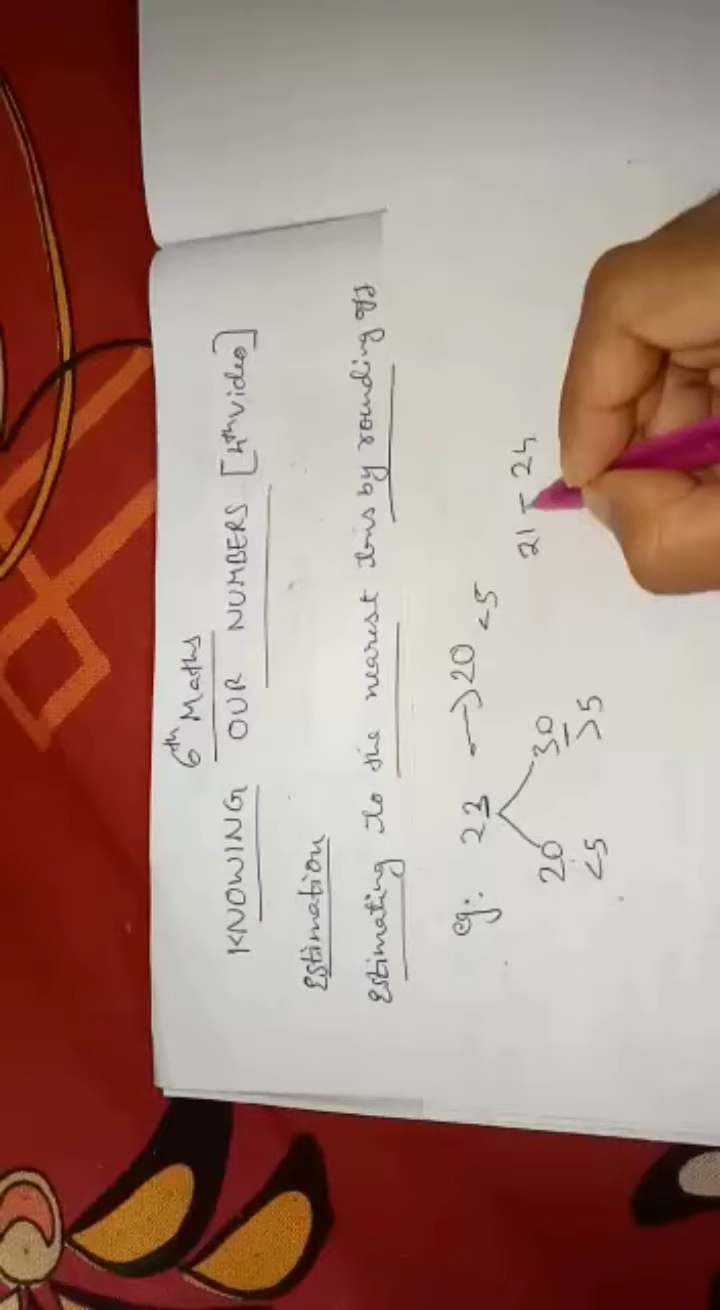 6th Maths
KNOWING OUR NUMBERS [4th video]
Estimation
Estimating to the nearest tens by rounding off
eg: 23 → 20 <5
20 30
<5 ≥5
21 - 24